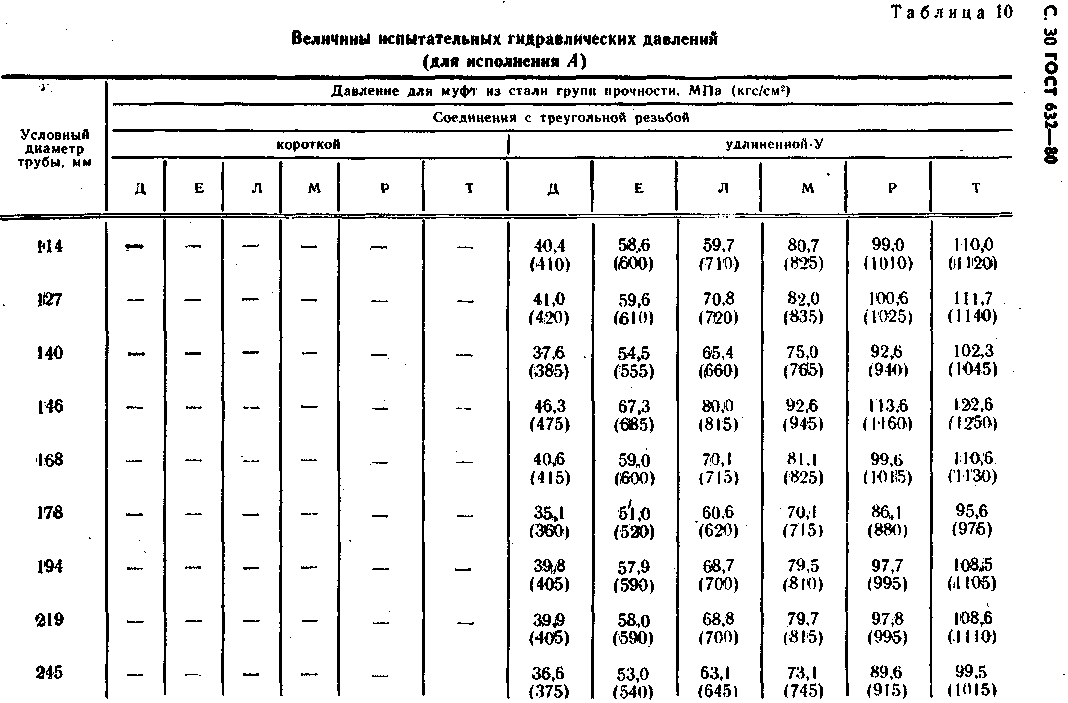 Таблица 10
С. 30 ГОСТ 632—80
Величины испытательных гидравлических давлений
(для исполнения А)
Условный диаметр трубы, мм
Давление для муфт из стали групп прочности, МПа (кгс/см²)
Соединения с треугольной резьбой
короткой удлиненной-У
Д Е Л М Р Т Д Е Л М Р Т
114 — — — — — — 40,4 58,6 59,7 80,7 99,0 110,0
(410) (600) (710) (825) (1010) (1120)
127 — — — — — — 41,0 59,6 70,8 82,0 100,6 111,7
(420) (610) (720) (835) (1025) (1140)
140 — — — — — — 37,6 54,5 65,4 75,0 92,6 102,3
(385) (555) (660) (765) (940) (1045)
146 — — — — — — 46,3 67,3 80,0 92,6 113,6 122,6
(475) (685) (815) (945) (1160) (1250)
168 — — — — — — 40,6 59,0 70,1 81,1 99,6 110,6
(415) (600) (715) (825) (1015) (1130)
178 — — — — — — 35,1 51,0 60,6 70,1 86,1 95,6
(360) (520) (620) (715) (880) (975)
194 — — — — — — 39,8 57,9 68,7 79,5 97,7 108,5
(405) (590) (700) (810) (995) (1105)
219 — — — — — — 39,9 58,0 68,8 79,7 97,8 108,6
(405) (590) (700) (815) (995) (1110)
245 — — — — — 36,6 53,0 63,1 73,1 89,6 99,5
(375) (540) (645) (745) (915) (1015)